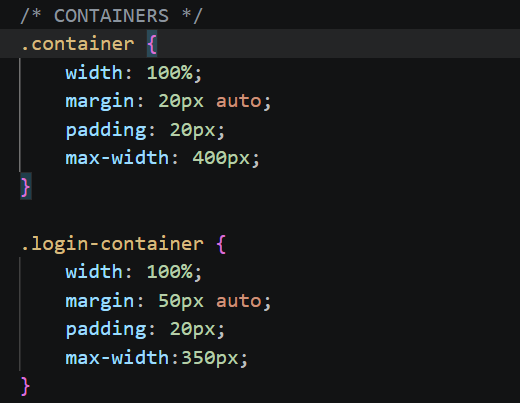 /* CONTAINERS */
.container {
    width: 100%;
    margin: 20px auto;
    padding: 20px;
    max-width: 400px;
}

.login-container {
    width: 100%;
    margin: 50px auto;
    padding: 20px;
    max-width:350px;
}